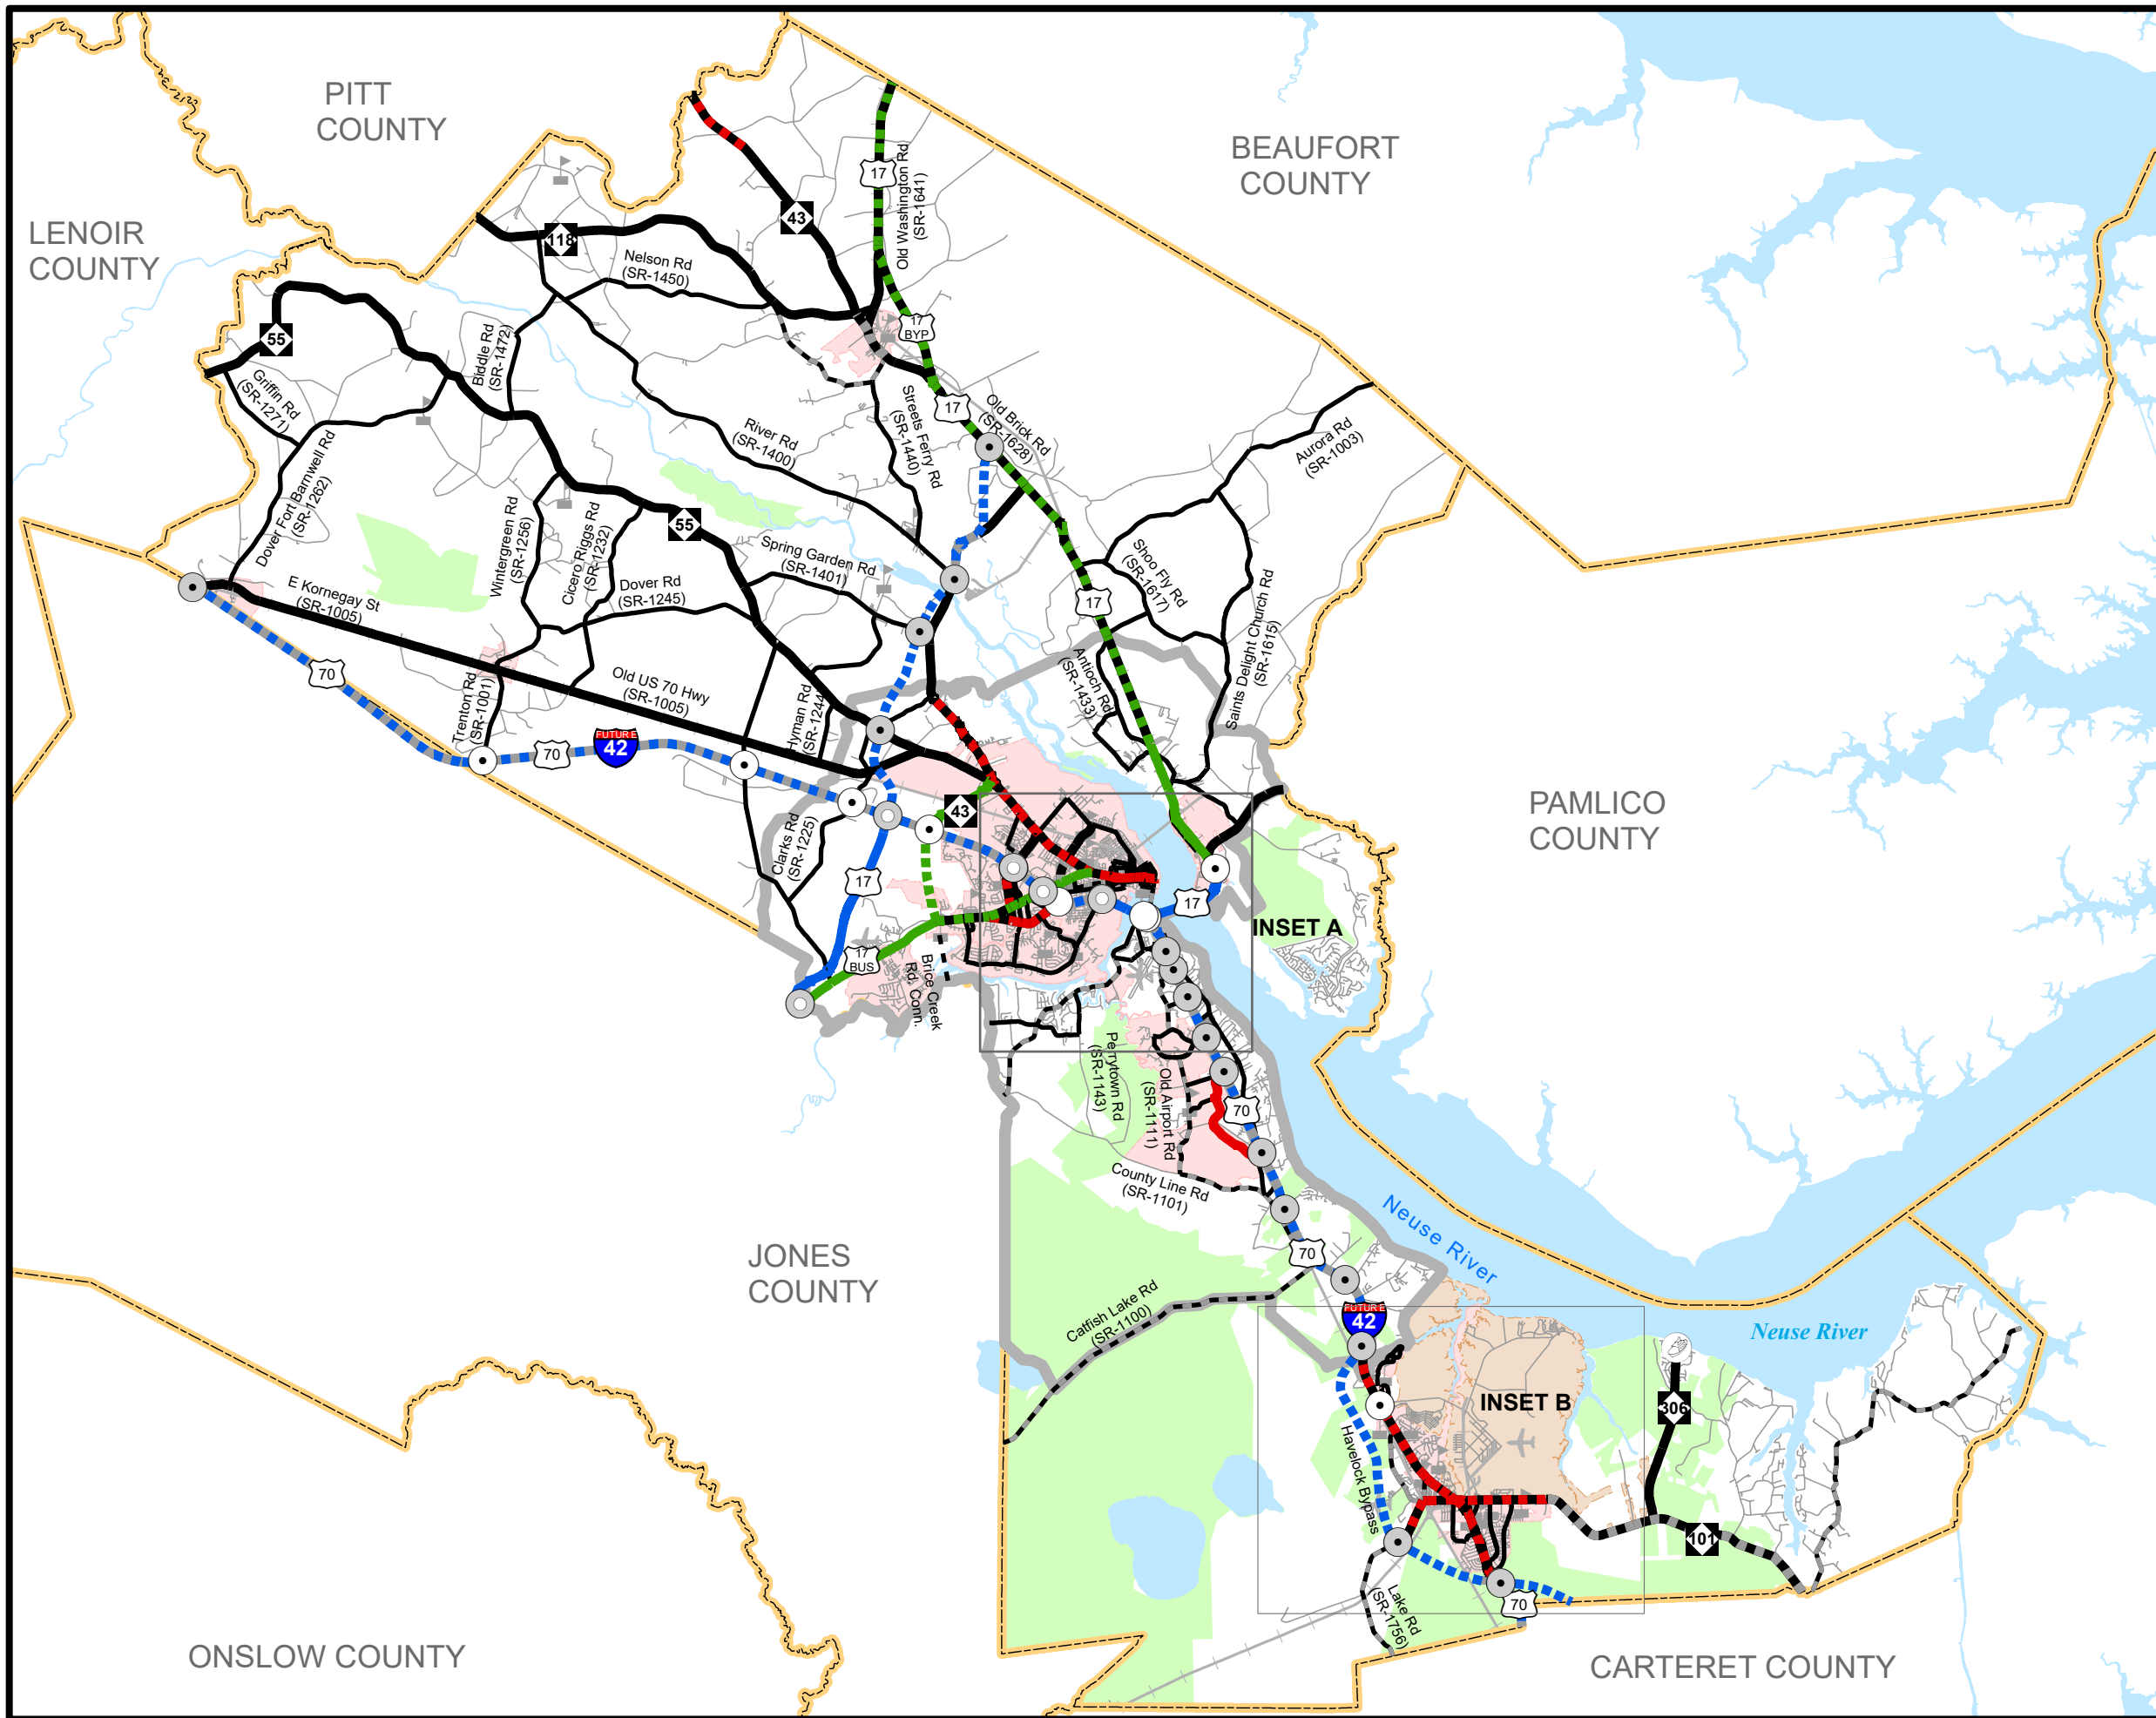 PITT
COUNTY
BEAUFORT
COUNTY
LENOIR
COUNTY
17
Old Washington Rd
(SR-1641)
43
118
Nelson Rd
(SR-1450)
17
BYP
55
Biddle Rd
(SR-1472)
Griffin Rd
(SR-1271)
17
Old Brick Rd
(SR-1628)
Streets Ferry Rd
(SR-1440)
River Rd
(SR-1400)
Aurora Rd
(SR-1003)
Dover Fort Barnwell Rd
(SR-1262)
Wintergreen Rd
(SR-1256)
Cicero Riggs Rd
(SR-1232)
55
Spring Garden Rd
(SR-1401)
Shoo Fly Rd
(SR-1617)
E Kornegay St
(SR-1005)
Dover Rd
(SR-1245)
17
Saints Delight Church Rd
(SR-1615)
Antioch Rd
(SR-1433)
70
Trenton Rd
(SR-1001)
Old US 70 Hwy
(SR-1005)
Hyman Rd
(SR-1244)
70
FUTURE
42
43
PAMLICO
COUNTY
Clarks Rd
(SR-1225)
17
17
INSET A
17
BUS
Brice Creek
Rd. Conn.
Perrytown Rd
(SR-1143)
Old Airport Rd
(SR-1111)
70
County Line Rd
(SR-1101)
Neuse River
JONES
COUNTY
70
Catfish Lake Rd
(SR-1100)
FUTURE
42
Neuse River
INSET B
306
Havelock Bypass
101
Lake Rd
(SR-1756)
70
ONSLOW COUNTY
CARTERET COUNTY